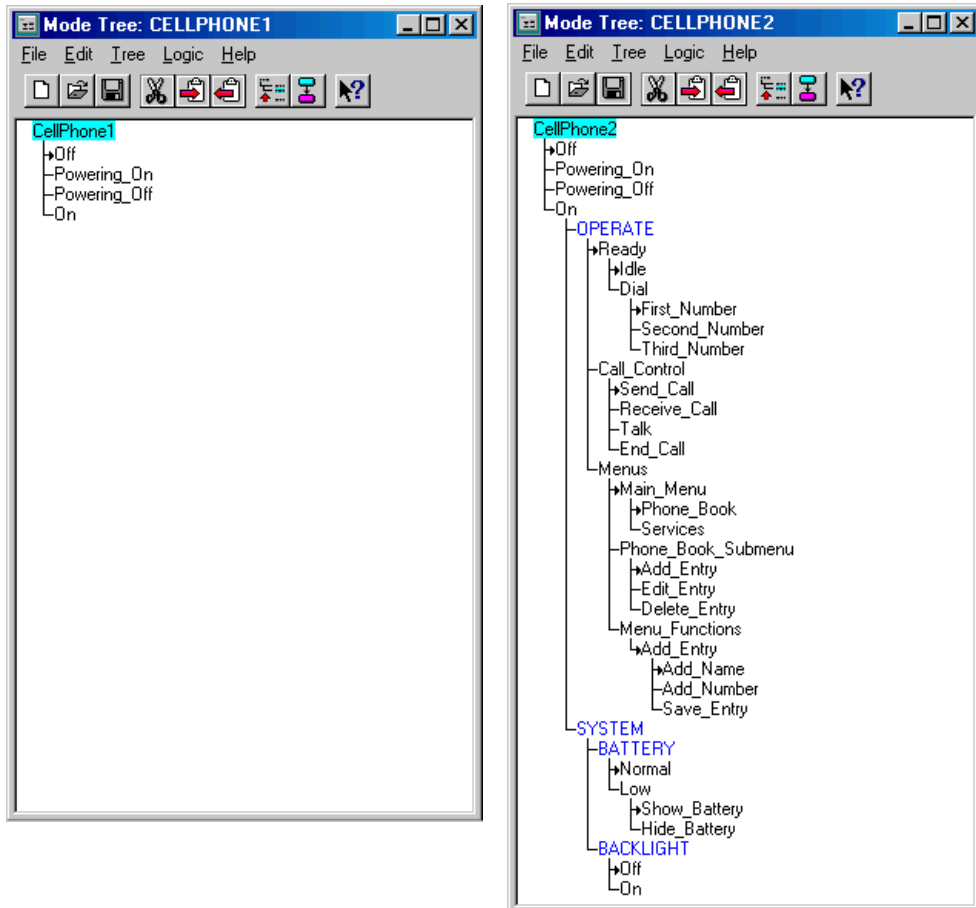 Mode Tree: CELLPHONE1
File Edit Tree Logic Help
CellPhone1
Off
Powering_On
Powering_Off
On
Mode Tree: CELLPHONE2
File Edit Tree Logic Help
CellPhone2
Off
Powering_On
Powering_Off
On
OPERATE
Ready
Idle
Dial
First_Number
Second_Number
Third_Number
Call_Control
Send_Call
Receive_Call
Talk
End_Call
Menus
Main_Menu
Phone_Book
Services
Phone_Book_Submenu
Add_Entry
Edit_Entry
Delete_Entry
Menu_Functions
Add_Entry
Add_Name
Add_Number
Save_Entry
SYSTEM
BATTERY
Normal
Low
Show_Battery
Hide_Battery
BACKLIGHT
Off
On